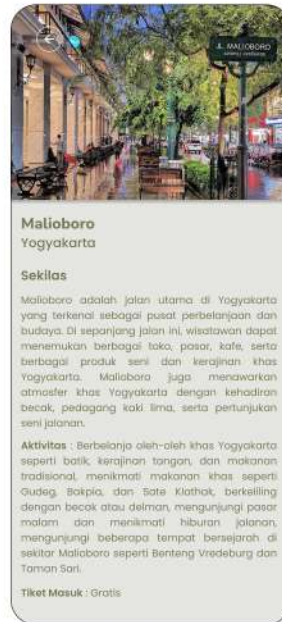 JL. MALIOBORO
Malioboro
Yogyakarta
Sekilas
Malioboro adalah jalan utama di Yogyakarta
yang terkenal sebagai pusat perbelanjaan dan
budaya. Di sepanjang jalan ini, wisatawan dapat
menemukan berbagai toko, pasar, kafe, serta
berbagai produk seni dan kerajinan khas
Yogyakarta. Malioboro juga menawarkan
atmosfer khas Yogyakarta dengan kehadiran
becak, pedagang kaki lima, serta pertunjukan
seni jalanan.
Aktivitas : Berbelanja oleh-oleh khas Yogyakarta
seperti batik, kerajinan tangan, dan makanan
tradisional, menikmati makanan khas seperti
Gudeg, Bakpia, dan Sate Klathak, berkeliling
dengan becak atau delman, mengunjungi pasar
malam dan menikmati hiburan jalanan,
mengunjungi beberapa tempat bersejarah di
sekitar Malioboro seperti Benteng Vredeburg dan
Taman Sari.
Tiket Masuk : Gratis